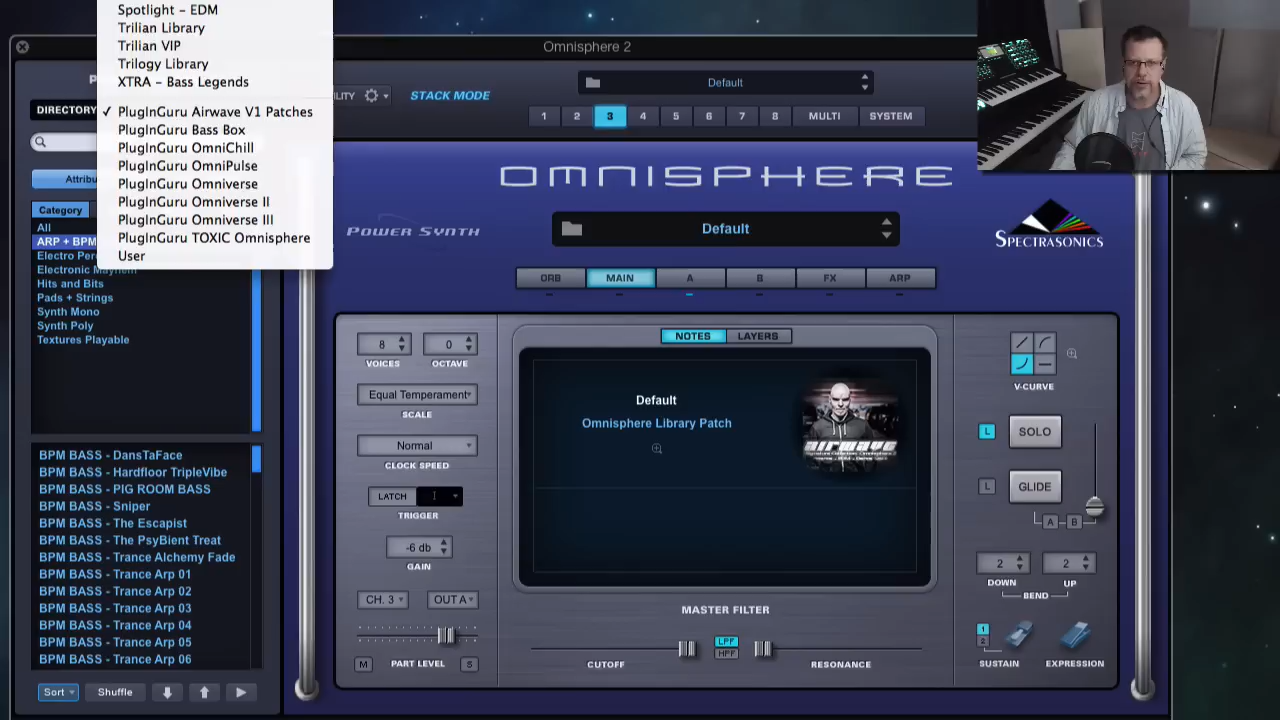 Spotlight - EDM
Trilian Library
Trilian VIP
Trilogy Library
XTRA - Bass Legends
✓ PlugInGuru Airwave V1 Patches
PlugInGuru Bass Box
PlugInGuru OmniChill
PlugInGuru OmniPulse
PlugInGuru Omniverse
PlugInGuru Omniverse II
PlugInGuru Omniverse III
PlugInGuru TOXIC Omnisphere
User
Omnisphere 2
DIRECTORY
Category
All
ARP + BPM
Electronic Mayhem
Hits and Bits
Pads + Strings
Synth Mono
Synth Poly
Textures Playable
BPM BASS - DansTaFace
BPM BASS - Hardfloor TripleVibe
BPM BASS - PIG ROOM BASS
BPM BASS - Sniper
BPM BASS - The Escapist
BPM BASS - The PsyBient Treat
BPM BASS - Trance Alchemy Fade
BPM BASS - Trance Arp 01
BPM BASS - Trance Arp 02
BPM BASS - Trance Arp 03
BPM BASS - Trance Arp 04
BPM BASS - Trance Arp 05
BPM BASS - Trance Arp 06
Sort
Shuffle
STACK MODE
Default
1 2 3 4 5 6 7 8 MULTI SYSTEM
OMNISPHERE
POWER SYNTH
Default
SPECTRASONICS
ORB MAIN A B FX ARP
8 0
VOICES OCTAVE
Equal Temperament
SCALE
Normal
CLOCK SPEED
LATCH
TRIGGER
-6 db
GAIN
CH. 3 OUT A
M PART LEVEL S
NOTES LAYERS
Default
Omnisphere Library Patch
airwave
MASTER FILTER
LPF
HPF
CUTOFF RESONANCE
V-CURVE
L SOLO
L GLIDE
A B
2 2
DOWN UP
BEND
1
2
SUSTAIN EXPRESSION